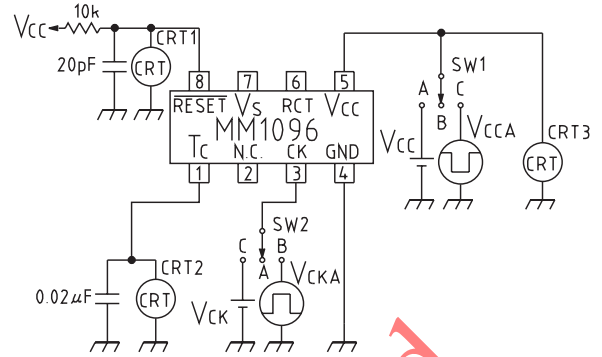 10k
VCC
CRT1
20pF
CRT
8 7 6 5
RESET VS RCT VCC
MM1096
TC N.C. CK GND
1 2 3 4
SW1
A C
B
VCC
VCCA
CRT3
CRT
SW2
C B
A
VCKA
VCK
CRT2
0.02μF
CRT